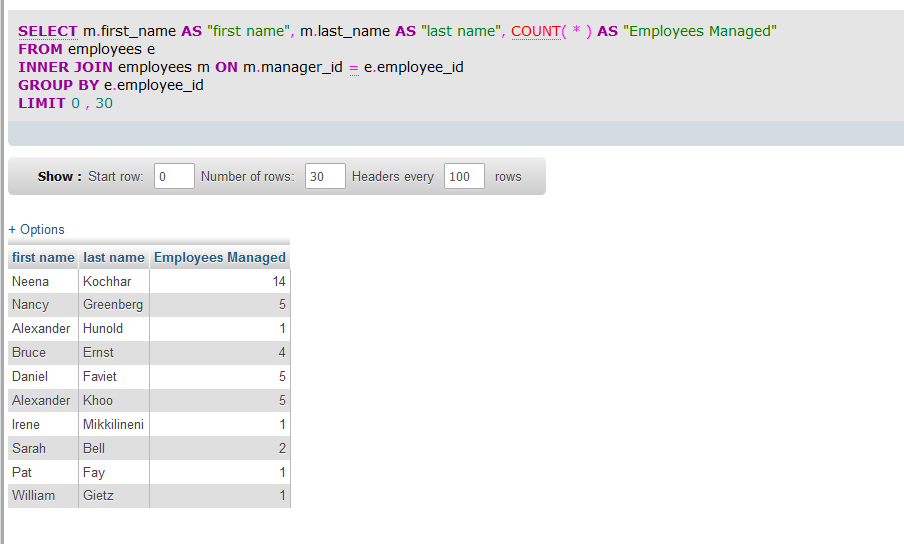 SELECT m.first_name AS "first name", m.last_name AS "last name", COUNT( * ) AS "Employees Managed"
FROM employees e
INNER JOIN employees m ON m.manager_id = e.employee_id
GROUP BY e.employee_id
LIMIT 0 , 30
Show : Start row: 0 Number of rows: 30 Headers every 100 rows
+ Options
first name last name Employees Managed
Neena Kochhar 14
Nancy Greenberg 5
Alexander Hunold 1
Bruce Ernst 4
Daniel Faviet 5
Alexander Khoo 5
Irene Mikkilineni 1
Sarah Bell 2
Pat Fay 1
William Gietz 1